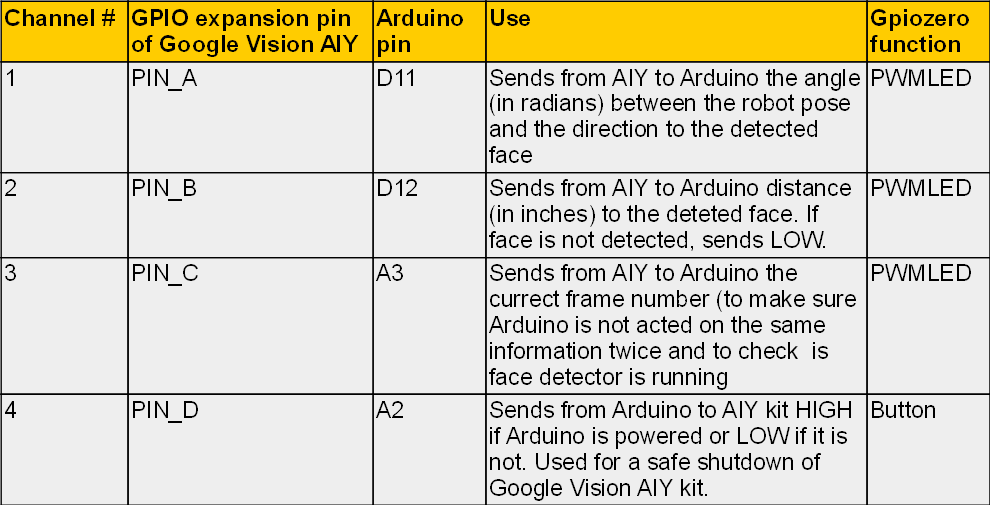 Channel #
GPIO expansion pin
of Google Vision AIY
Arduino
pin
Use
Gpiozero
function
1
PIN_A
D11
Sends from AIY to Arduino the angle
(in radians) between the robot pose
and the direction to the detected
face
PWMLED
2
PIN_B
D12
Sends from AIY to Arduino distance
(in inches) to the deteted face. If
face is not detected, sends LOW.
PWMLED
3
PIN_C
A3
Sends from AIY to Arduino the
currect frame number (to make sure
Arduino is not acted on the same
information twice and to check  is
face detector is running
PWMLED
4
PIN_D
A2
Sends from Arduino to AIY kit HIGH
if Arduino is powered or LOW if it is
not. Used for a safe shutdown of
Google Vision AIY kit.
Button